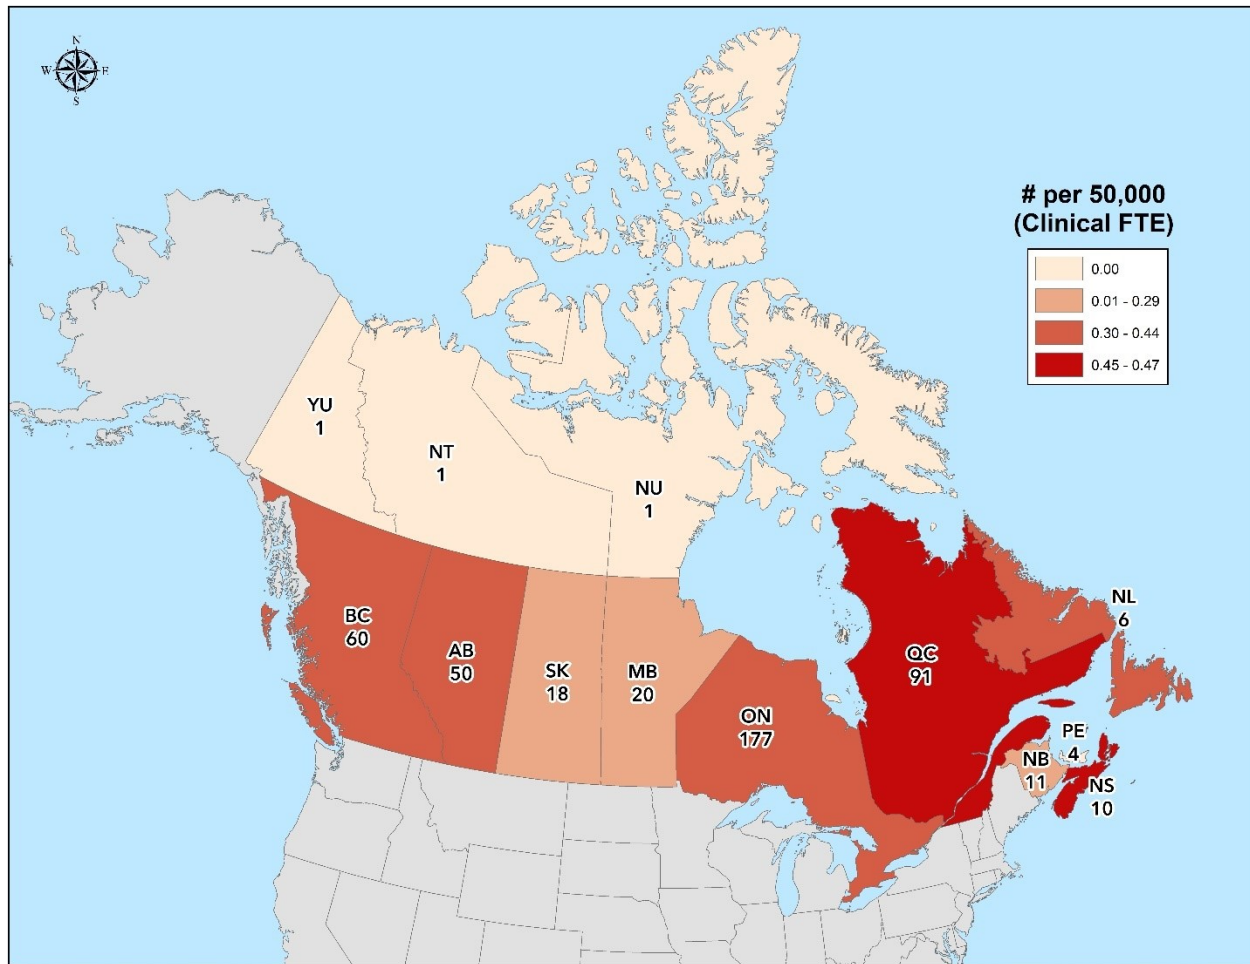 N
W E
S
# per 50,000
(Clinical FTE)
0.00
0.01 - 0.29
0.30 - 0.44
0.45 - 0.47
YU
1
NT
1
NU
1
BC
60
AB
50
SK
18
MB
20
ON
177
QC
91
NL
6
PE
4
NB
11
NS
10